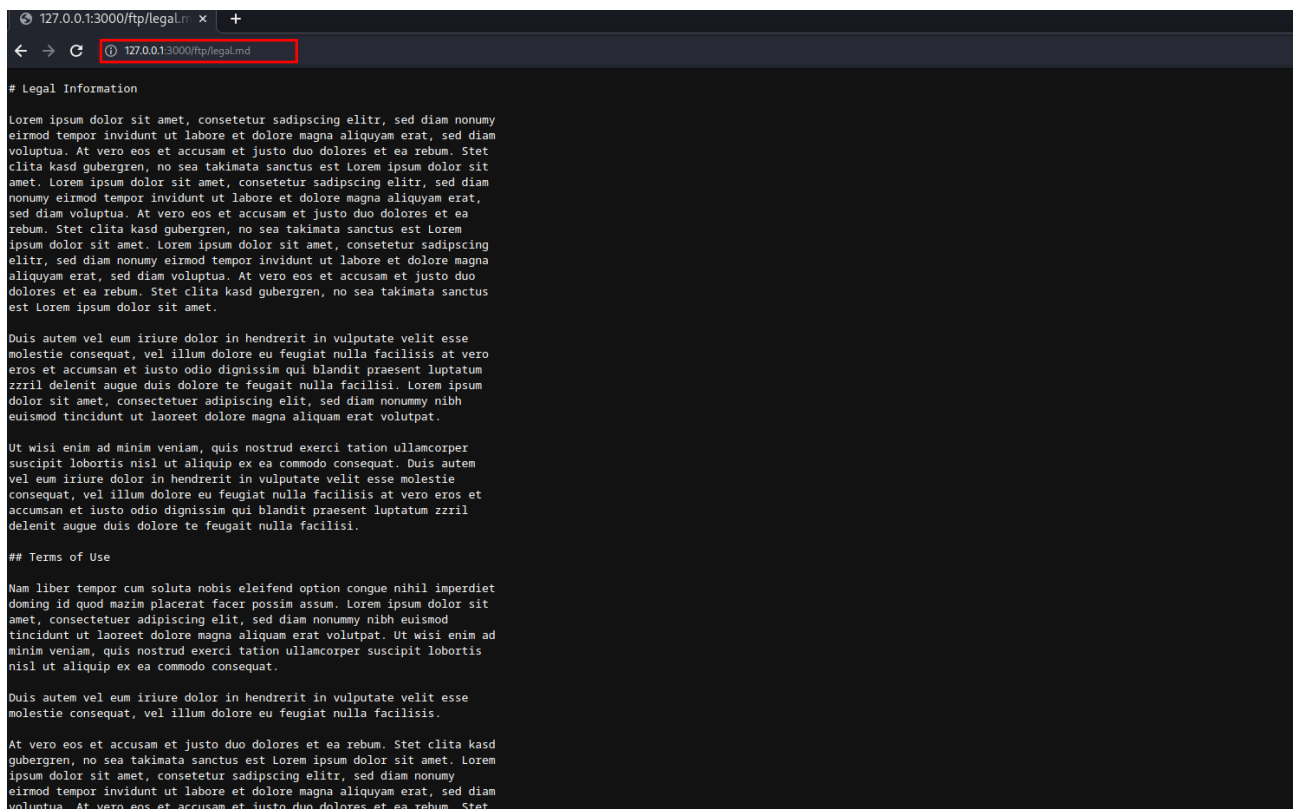 127.0.0.1:3000/ftp/legal.m
127.0.0.1:3000/ftp/legal.md
# Legal Information
Lorem ipsum dolor sit amet, consetetur sadipscing elitr, sed diam nonumy
eirmod tempor invidunt ut labore et dolore magna aliquyam erat, sed diam
voluptua. At vero eos et accusam et justo duo dolores et ea rebum. Stet
clita kasd gubergren, no sea takimata sanctus est Lorem ipsum dolor sit
amet. Lorem ipsum dolor sit amet, consetetur sadipscing elitr, sed diam
nonumy eirmod tempor invidunt ut labore et dolore magna aliquyam erat,
sed diam voluptua. At vero eos et accusam et justo duo dolores et ea
rebum. Stet clita kasd gubergren, no sea takimata sanctus est Lorem
ipsum dolor sit amet. Lorem ipsum dolor sit amet, consetetur sadipscing
elitr, sed diam nonumy eirmod tempor invidunt ut labore et dolore magna
aliquyam erat, sed diam voluptua. At vero eos et accusam et justo duo
dolores et ea rebum. Stet clita kasd gubergren, no sea takimata sanctus
est Lorem ipsum dolor sit amet.
Duis autem vel eum iriure dolor in hendrerit in vulputate velit esse
molestie consequat, vel illum dolore eu feugiat nulla facilisis at vero
eros et accumsan et iusto odio dignissim qui blandit praesent luptatum
zzril delenit augue duis dolore te feugait nulla facilisi. Lorem ipsum
dolor sit amet, consectetuer adipiscing elit, sed diam nonummy nibh
euismod tincidunt ut laoreet dolore magna aliquam erat volutpat.
Ut wisi enim ad minim veniam, quis nostrud exerci tation ullamcorper
suscipit lobortis nisl ut aliquip ex ea commodo consequat. Duis autem
vel eum iriure dolor in hendrerit in vulputate velit esse molestie
consequat, vel illum dolore eu feugiat nulla facilisis at vero eros et
accumsan et iusto odio dignissim qui blandit praesent luptatum zzril
delenit augue duis dolore te feugait nulla facilisi.
## Terms of Use
Nam liber tempor cum soluta nobis eleifend option congue nihil imperdiet
doming id quod mazim placerat facer possim assum. Lorem ipsum dolor sit
amet, consectetuer adipiscing elit, sed diam nonummy nibh euismod
tincidunt ut laoreet dolore magna aliquam erat volutpat. Ut wisi enim ad
minim veniam, quis nostrud exerci tation ullamcorper suscipit lobortis
nisl ut aliquip ex ea commodo consequat.
Duis autem vel eum iriure dolor in hendrerit in vulputate velit esse
molestie consequat, vel illum dolore eu feugiat nulla facilisis.
At vero eos et accusam et justo duo dolores et ea rebum. Stet clita kasd
gubergren, no sea takimata sanctus est Lorem ipsum dolor sit amet. Lorem
ipsum dolor sit amet, consetetur sadipscing elitr, sed diam nonumy
eirmod tempor invidunt ut labore et dolore magna aliquyam erat, sed diam
voluptua. At vero eos et accusam et justo duo dolores et ea rebum. Stet